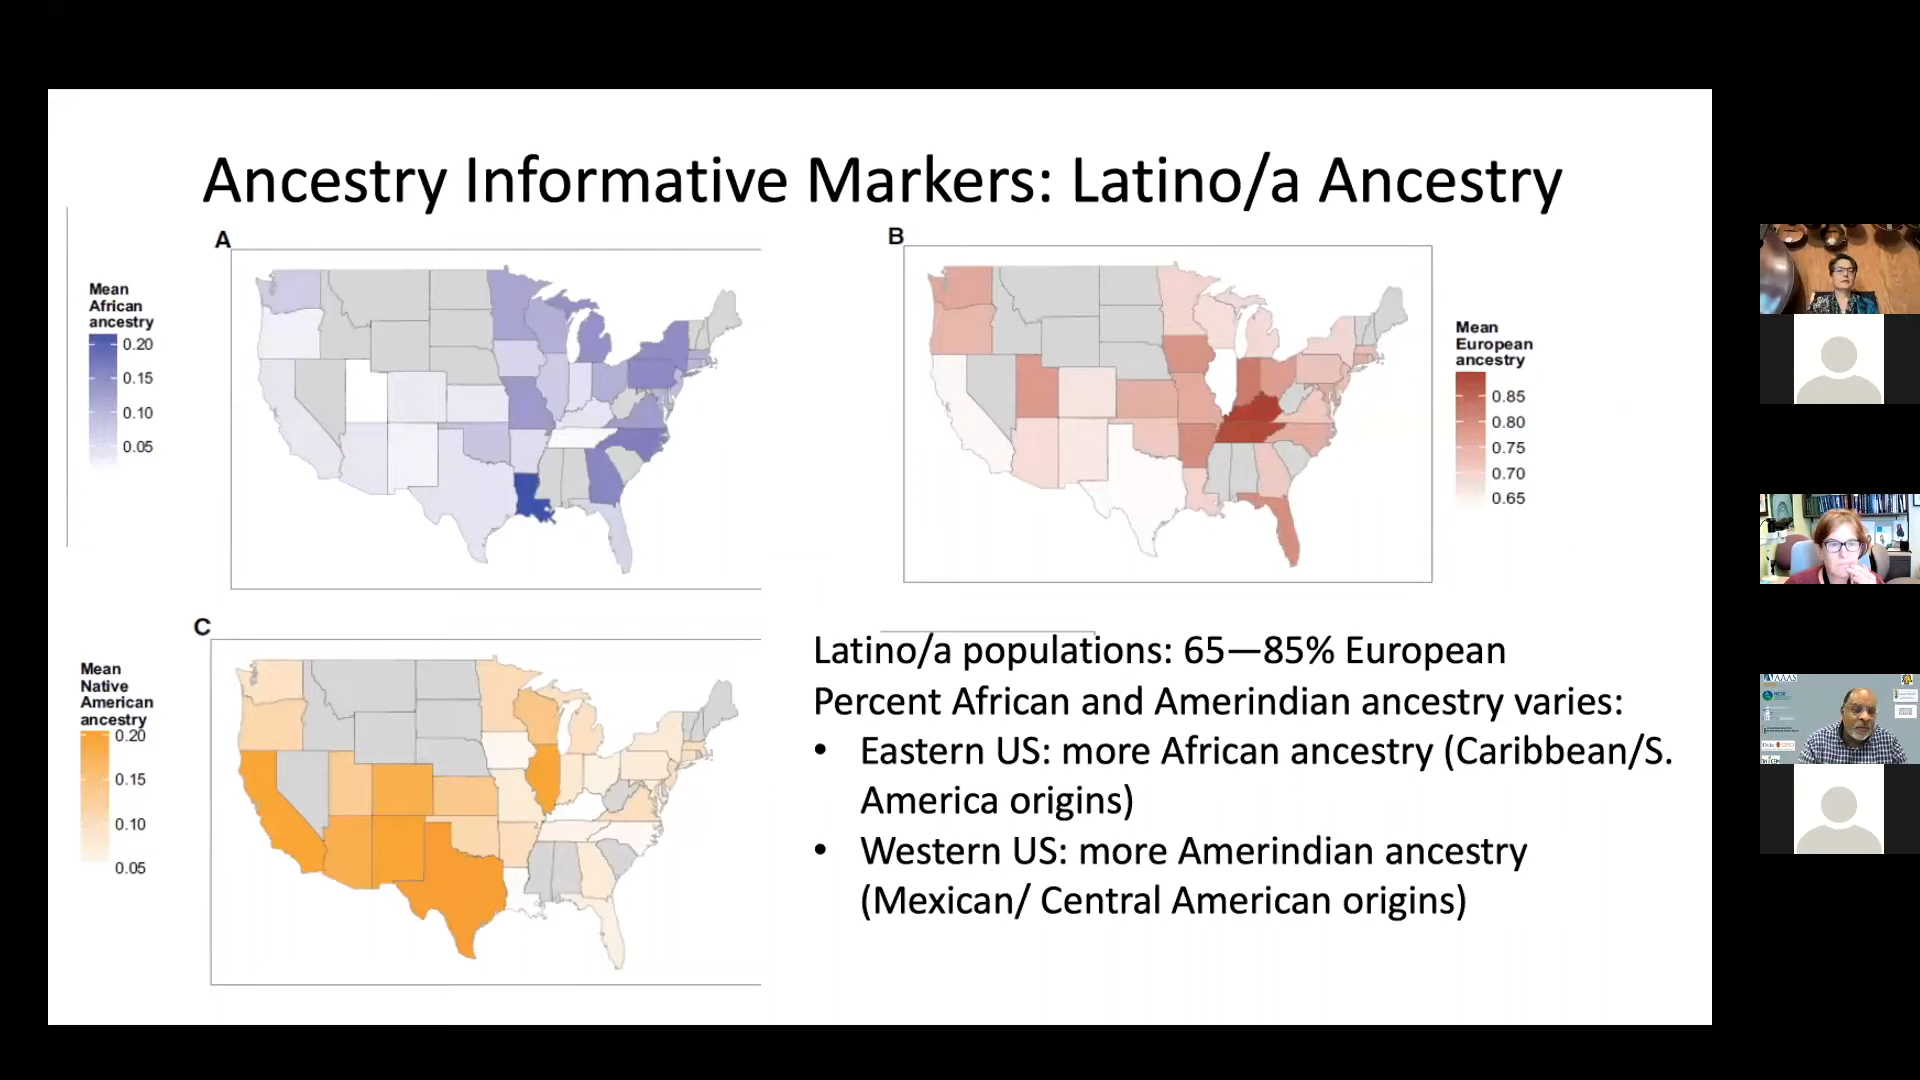 Ancestry Informative Markers: Latino/a Ancestry
A
Mean
African
ancestry
0.20
0.15
0.10
0.05
B
Mean
European
ancestry
0.85
0.80
0.75
0.70
0.65
C
Mean
Native
American
ancestry
0.20
0.15
0.10
0.05
Latino/a populations: 65—85% European
Percent African and Amerindian ancestry varies:
• Eastern US: more African ancestry (Caribbean/S.
America origins)
• Western US: more Amerindian ancestry
(Mexican/ Central American origins)
AAAS